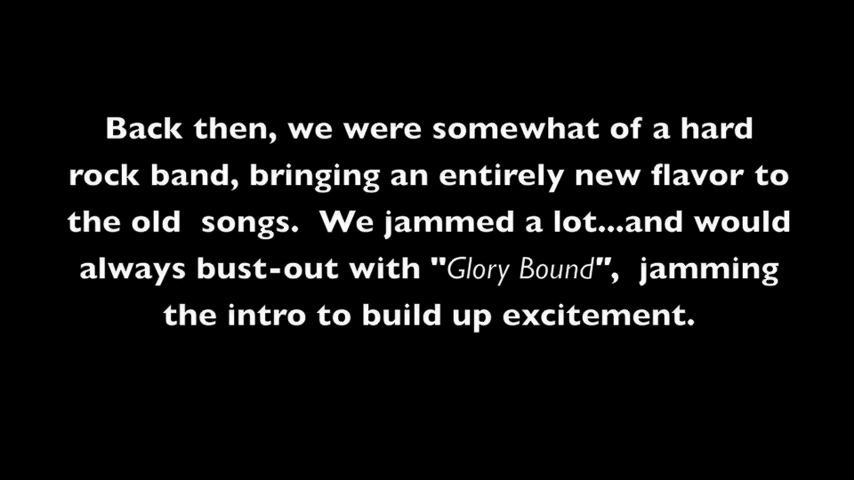 Back then, we were somewhat of a hard
rock band, bringing an entirely new flavor to
the old  songs.  We jammed a lot...and would
always bust-out with "Glory Bound",  jamming
the intro to build up excitement.